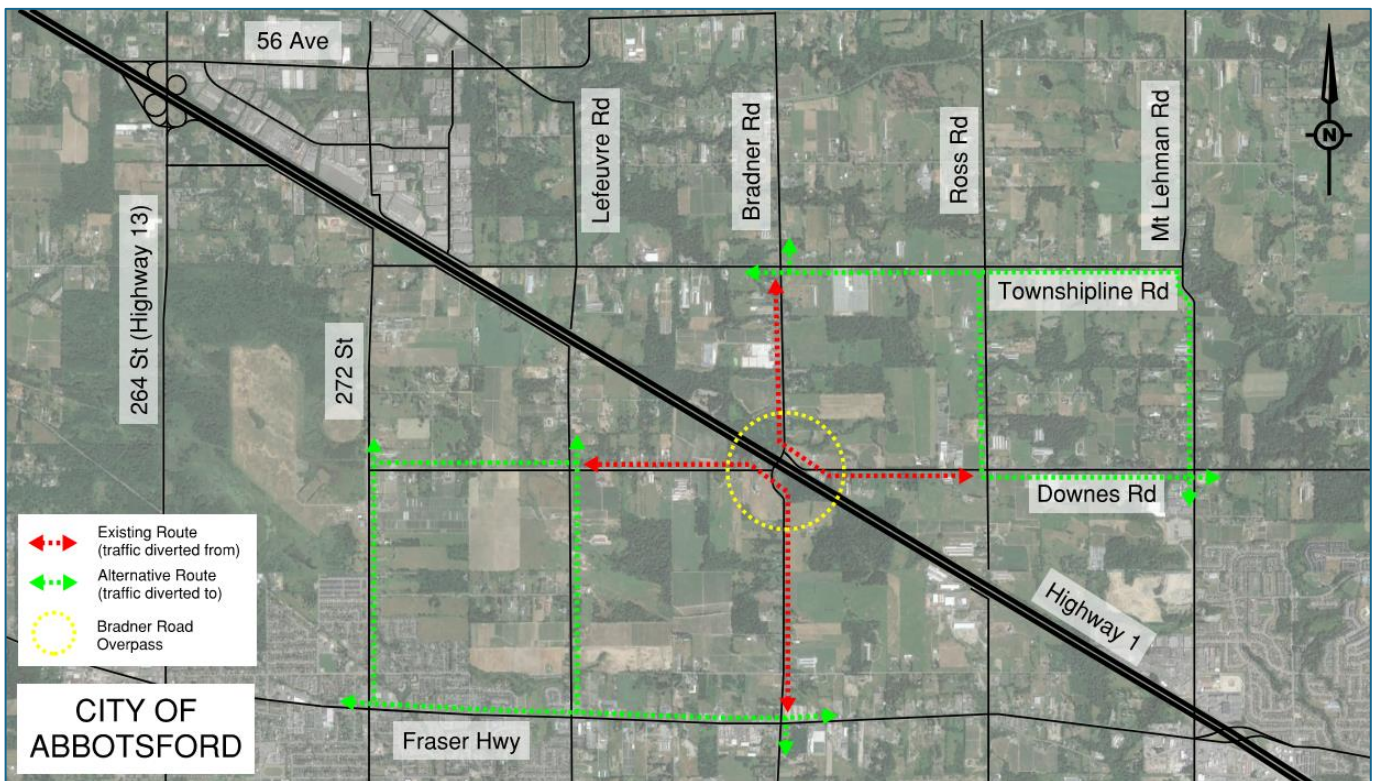 56 Ave
Lefeuvre Rd
Bradner Rd
Ross Rd
Mt Lehman Rd
N
264 St (Highway 13)
272 St
Townshipline Rd
Downes Rd
Highway 1
Fraser Hwy
Existing Route
(traffic diverted from)
Alternative Route
(traffic diverted to)
Bradner Road
Overpass
CITY OF
ABBOTSFORD